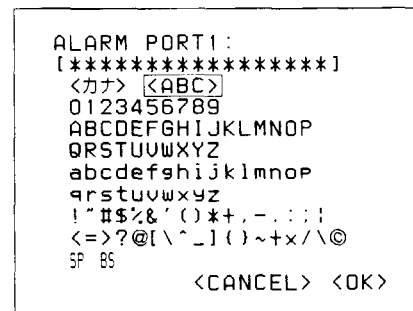 ALARM PORT1:
[*****************]
<カナ> <ABC>
0123456789
ABCDEFGHIJKLMNOP
QRSTUVWXYZ
abcdefghijklmnop
qrstuvwxyz
!"#$%&'()*+,-.:;¦
<=>?@[\^_]{}~+×/\©
SP BS
<CANCEL> <OK>